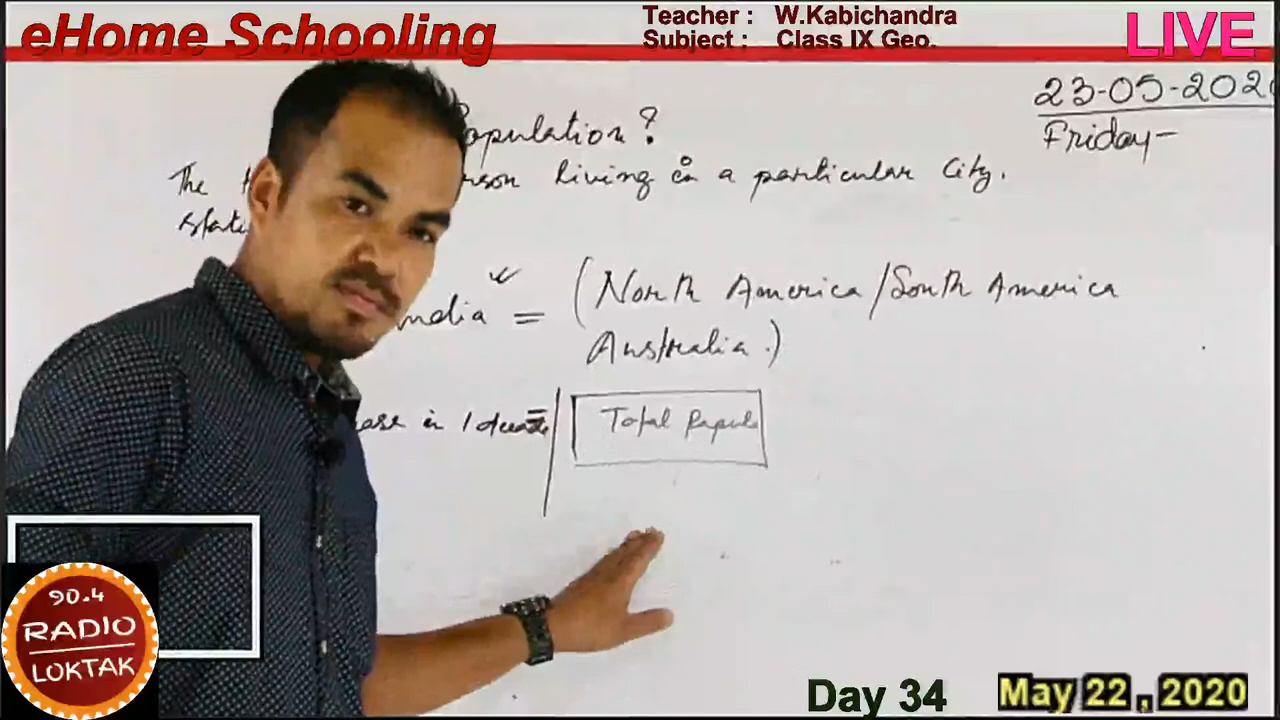 eHome Schooling
Teacher : W.Kabichandra
Subject : Class IX Geo.
LIVE
23-05-202
Friday-
opulation?
The
rson living in a particular City.
stat
ndia = (North America/South America
Australia.)
ase in 1
Total Popul
90.4
RADIO
LOKTAK
Day 34
May 22 , 2020